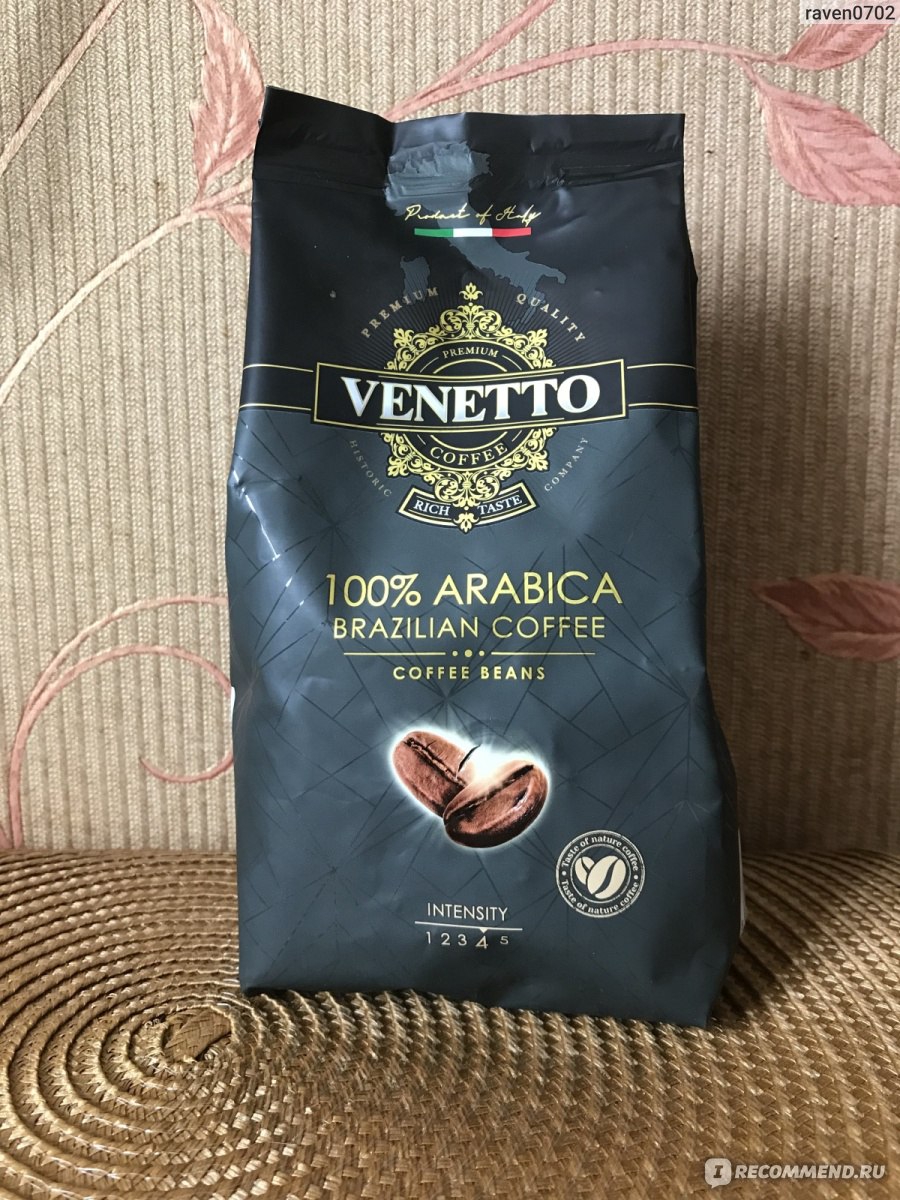 raven0702
Product of Italy
PREMIUM QUALITY
PREMIUM
VENETTO
COFFEE
HISTORIC COMPANY
RICH TASTE
100% ARABICA
BRAZILIAN COFFEE
COFFEE BEANS
Taste of nature coffee
Taste of nature coffee
INTENSITY
1 2 3 4 5
IRECOMMEND.RU